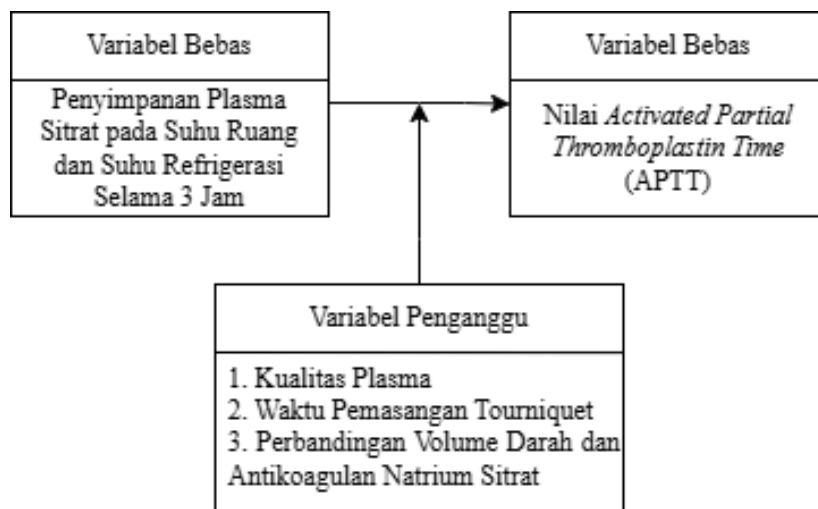 Variabel Bebas
Penyimpanan Plasma
Sitrat pada Suhu Ruang
dan Suhu Refrigerasi
Selama 3 Jam
Variabel Bebas
Nilai Activated Partial
Thromboplastin Time
(APTT)
Variabel Penganggu
1. Kualitas Plasma
2. Waktu Pemasangan Tourniquet
3. Perbandingan Volume Darah dan
Antikoagulan Natrium Sitrat